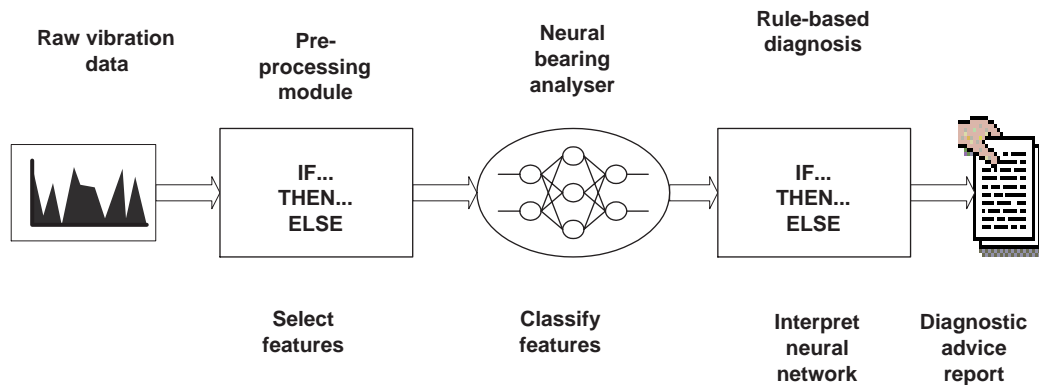 Raw vibration
data
Pre-
processing
module
Neural
bearing
analyser
Rule-based
diagnosis
IF...
THEN...
ELSE
IF...
THEN...
ELSE
Select
features
Classify
features
Interpret
neural
network
Diagnostic
advice
report